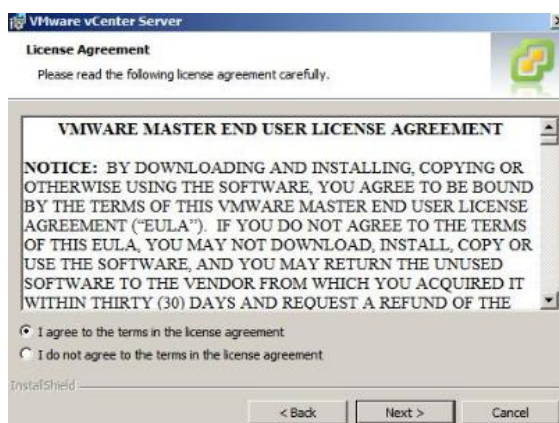 VMware vCenter Server
License Agreement
Please read the following license agreement carefully.
VMWARE MASTER END USER LICENSE AGREEMENT
NOTICE: BY DOWNLOADING AND INSTALLING, COPYING OR
OTHERWISE USING THE SOFTWARE, YOU AGREE TO BE BOUND
BY THE TERMS OF THIS VMWARE MASTER END USER LICENSE
AGREEMENT (“EULA”). IF YOU DO NOT AGREE TO THE TERMS
OF THIS EULA, YOU MAY NOT DOWNLOAD, INSTALL, COPY OR
USE THE SOFTWARE, AND YOU MAY RETURN THE UNUSED
SOFTWARE TO THE VENDOR FROM WHICH YOU ACQUIRED IT
WITHIN THIRTY (30) DAYS AND REQUEST A REFUND OF THE
I agree to the terms in the license agreement
I do not agree to the terms in the license agreement
InstallShield
< Back Next > Cancel